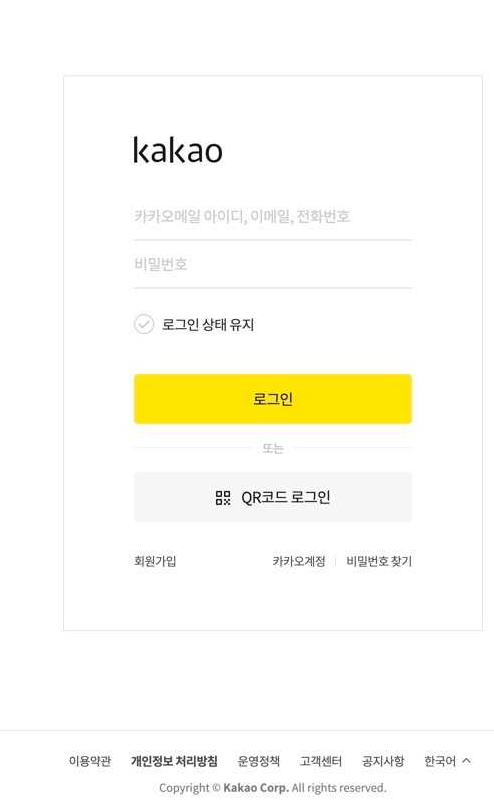 kakao
카카오메일 아이디, 이메일, 전화번호
비밀번호
로그인 상태 유지
로그인
또는
QR코드 로그인
회원가입 카카오계정 비밀번호 찾기
이용약관 개인정보 처리방침 운영정책 고객센터 공지사항 한국어
Copyright © Kakao Corp. All rights reserved.